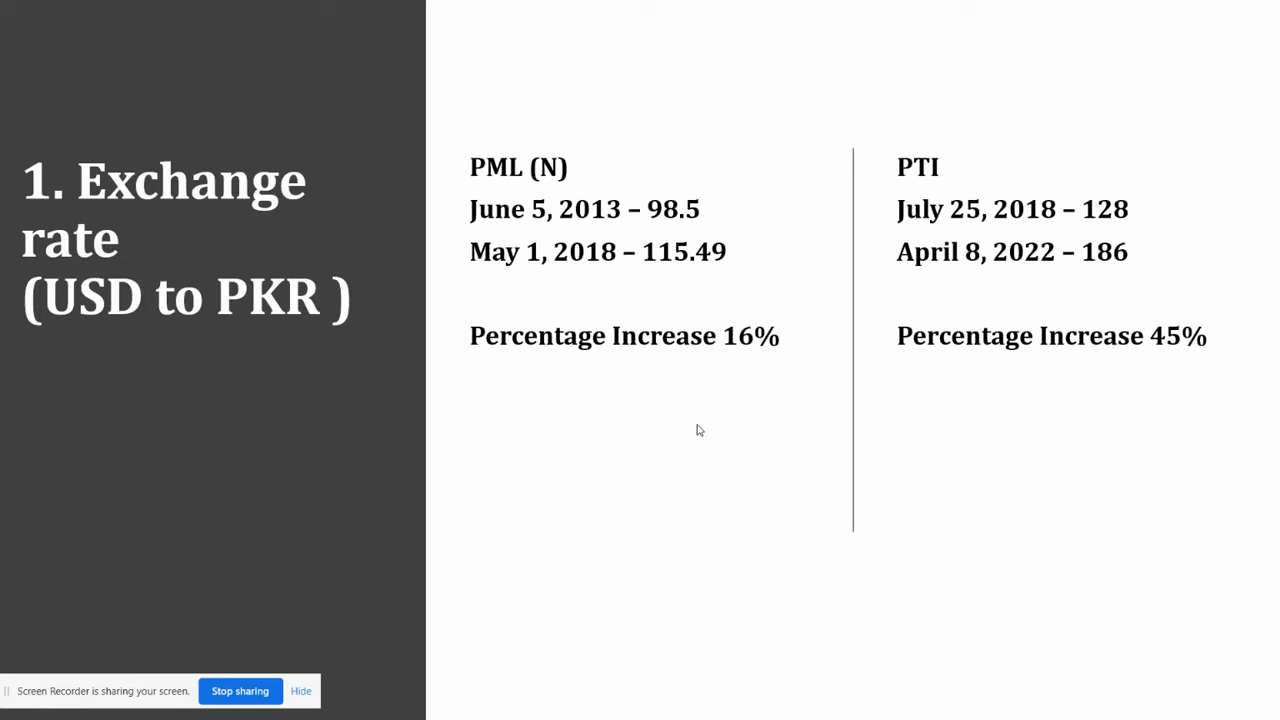 1. Exchange
rate
(USD to PKR )
PML (N)
June 5, 2013 – 98.5
May 1, 2018 – 115.49
Percentage Increase 16%
PTI
July 25, 2018 – 128
April 8, 2022 – 186
Percentage Increase 45%
Screen Recorder is sharing your screen. Stop sharing Hide